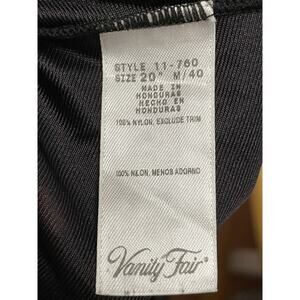 STYLE 11-760
SIZE 20" M/40
MADE IN
HONDURAS
HECHO EN
HONDURAS
100% NYLON, EXCLUDE TRIM
100% NILON, MENOS ADORNO
Vanity Fair®